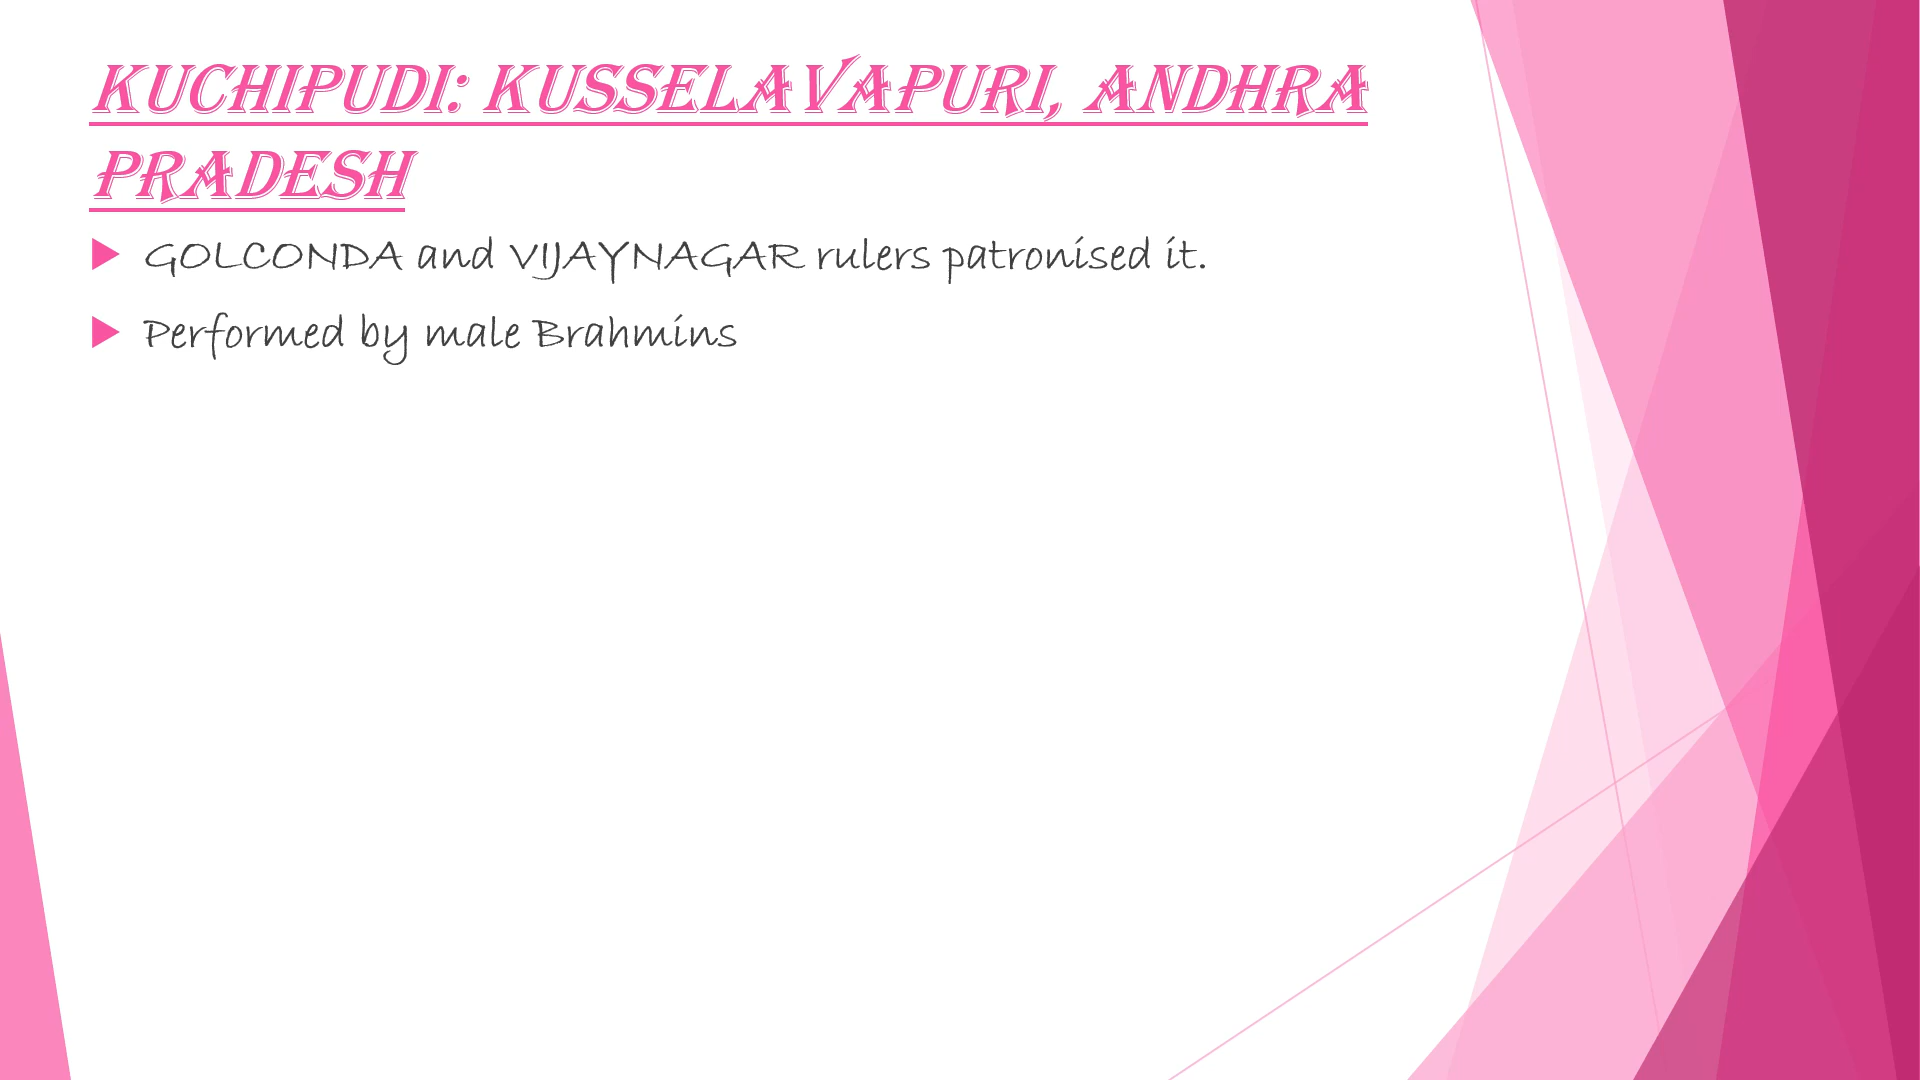 KUCHIPUDI: KUSSELAVAPURI, ANDHRA
PRADESH
GOLCONDA and VIJAYNAGAR rulers patronised it.
Performed by male Brahmins